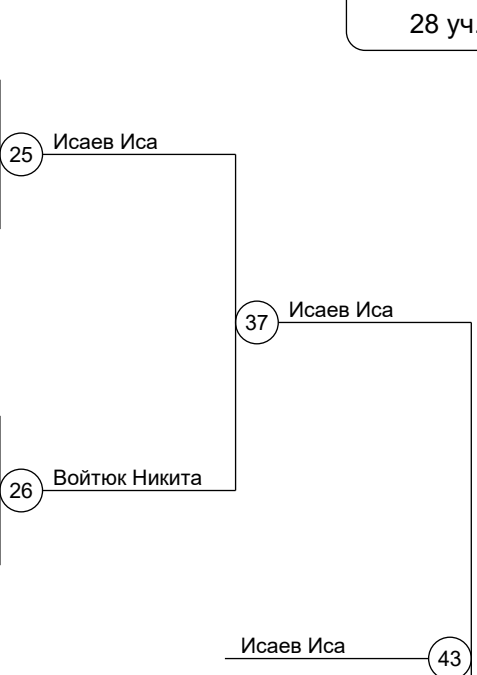 28 уч.
25 Исаев Иса
37 Исаев Иса
26 Войтюк Никита
Исаев Иса 43